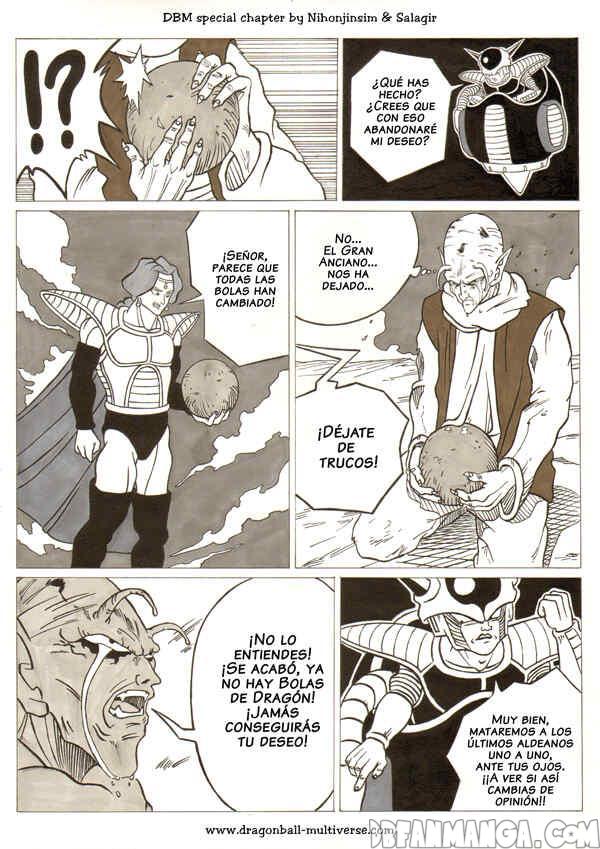 DBM special chapter by Nihonjinsim & Salagir
!?
¿QUÉ HAS
HECHO?
¿CREES QUE
CON ESO
ABANDONARÉ
MI DESEO?
¡SEÑOR,
PARECE QUE
TODAS LAS
BOLAS HAN
CAMBIADO!
NO...
EL GRAN
ANCIANO...
NOS HA
DEJADO...
¡DÉJATE
DE
TRUCOS!
¡NO LO
ENTIENDES!
¡SE ACABÓ, YA
NO HAY BOLAS
DE DRAGÓN!
¡JAMÁS
CONSEGUIRÁS
TU DESEO!
MUY BIEN,
MATAREMOS A LOS
ÚLTIMOS ALDEANOS
UNO A UNO,
ANTE TUS OJOS.
¡¡A VER SI ASÍ
CAMBIAS DE
OPINIÓN!!
www.dragonball-multiverse.com
DBFANMANGA.COM